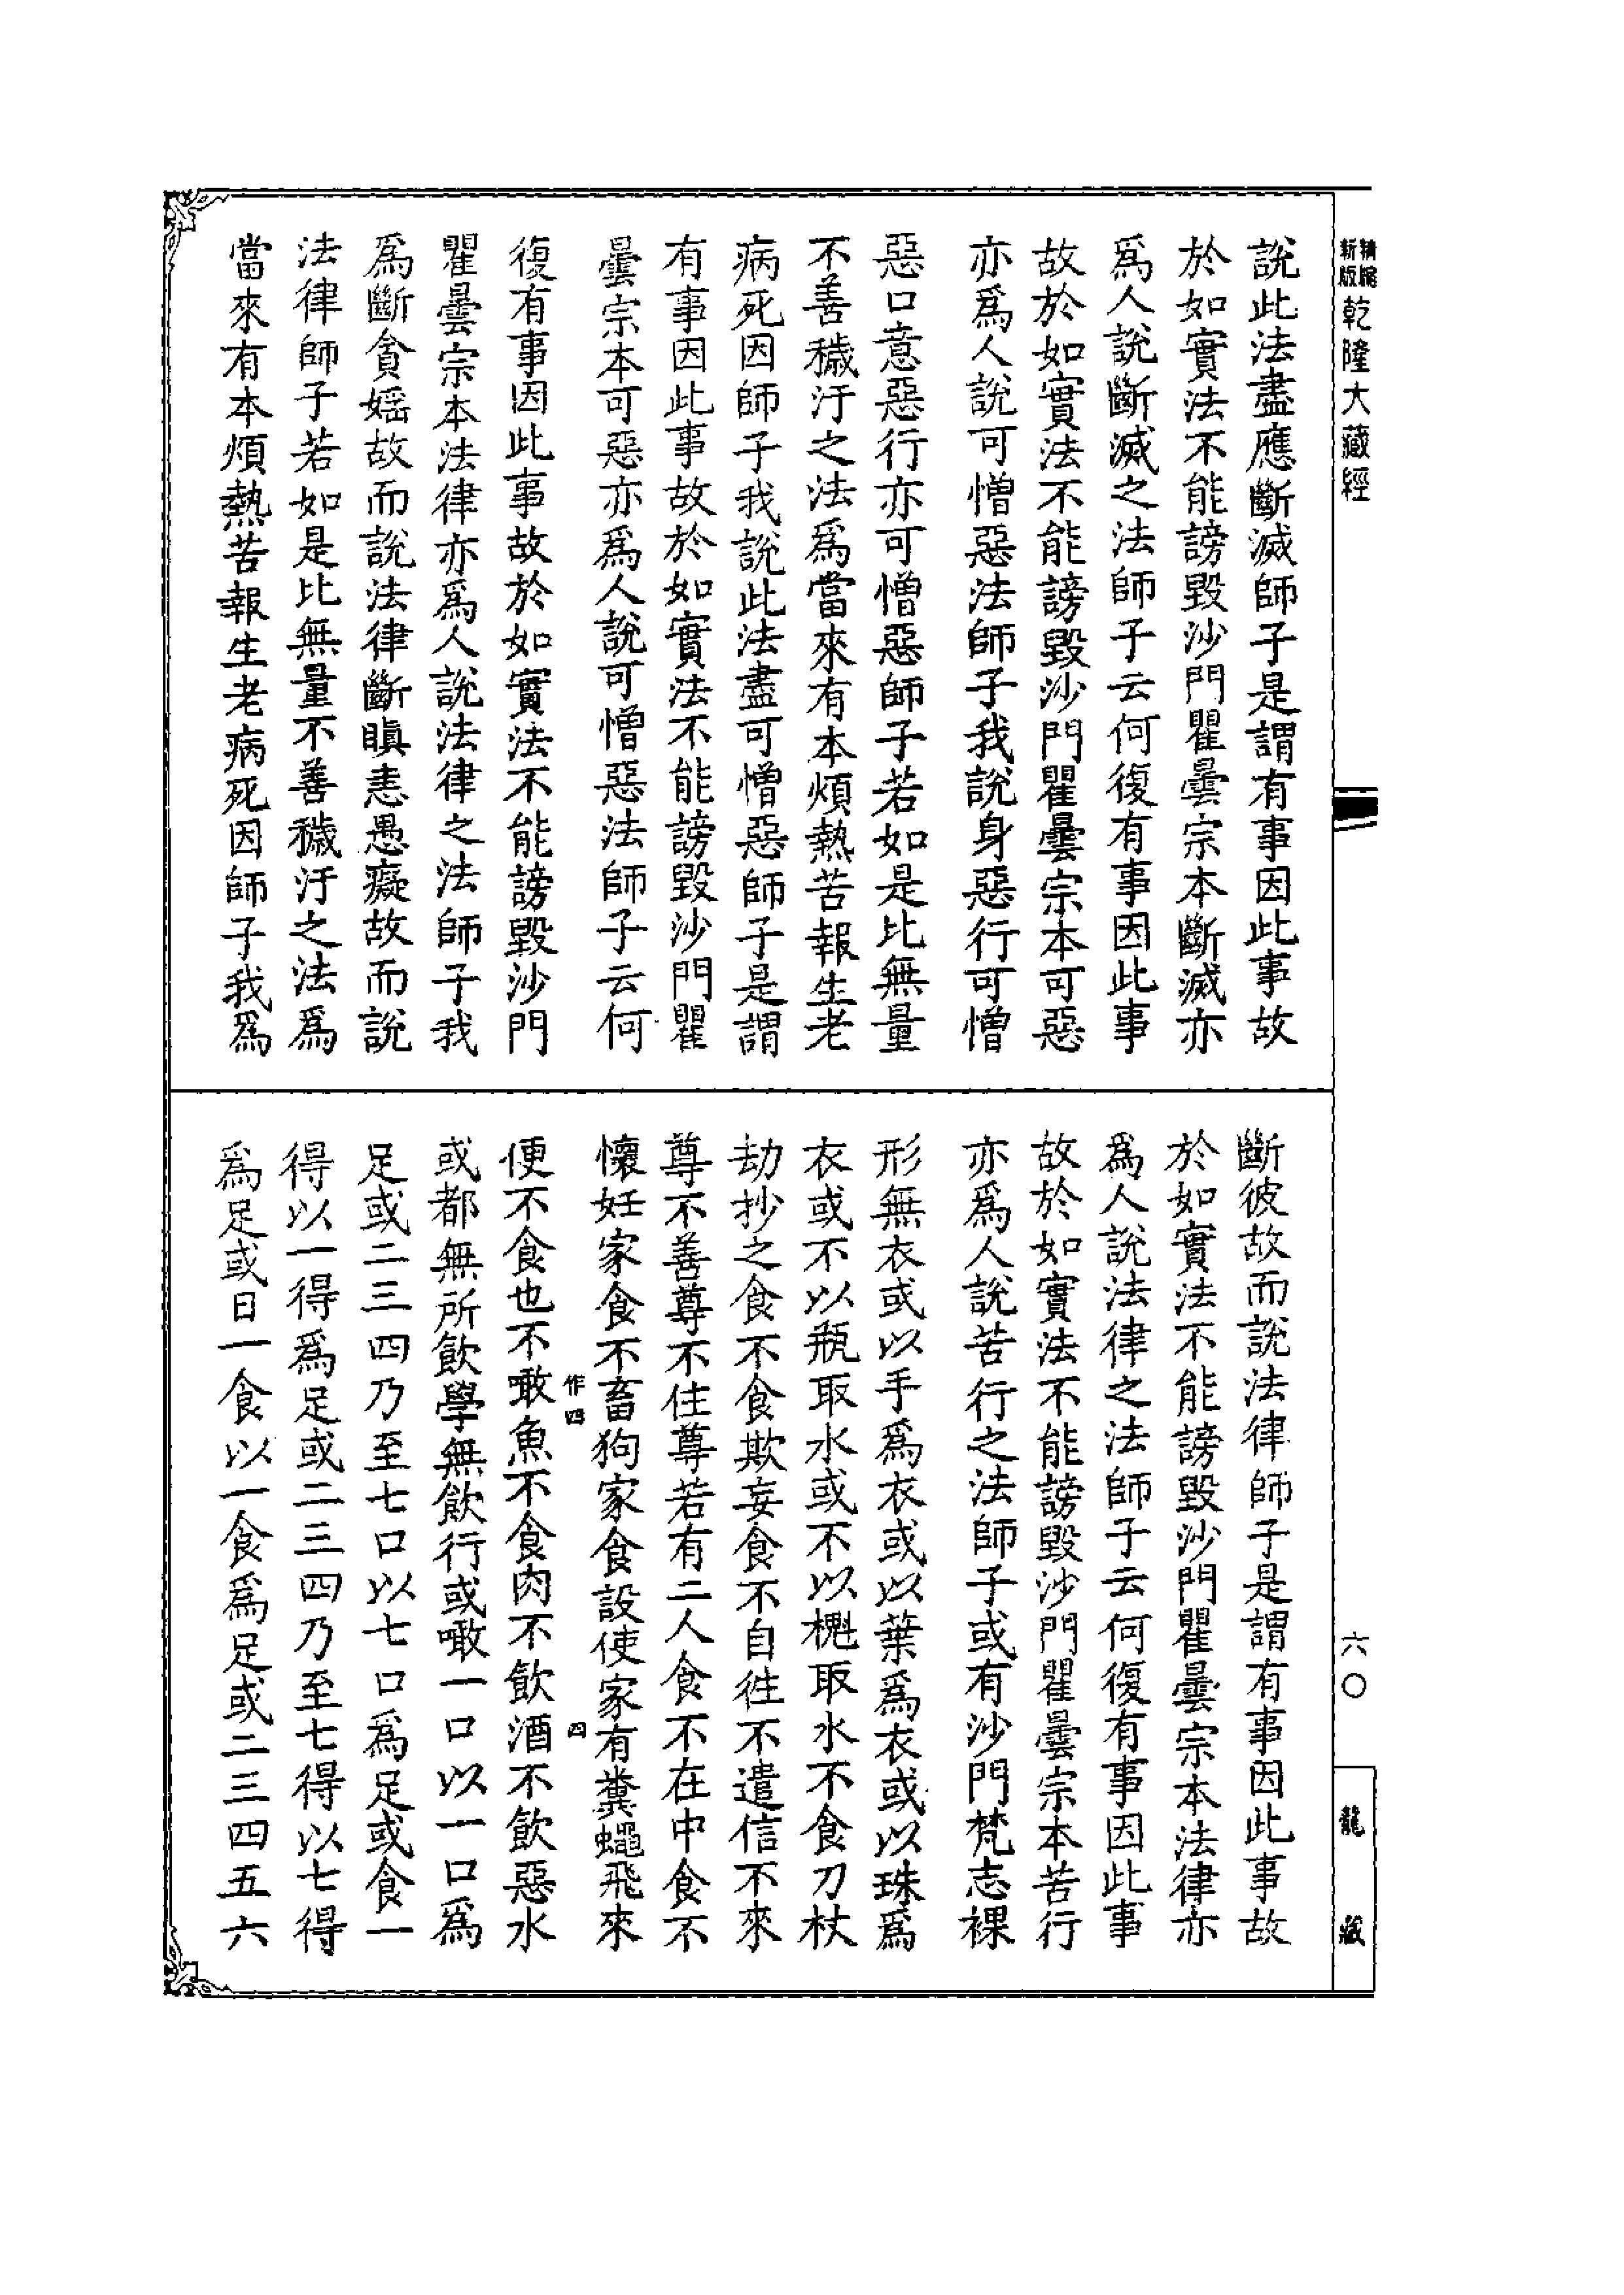 精縮
新版
乾隆大藏經
說此法盡應斷滅師子是謂有事因此事故
於如實法不能謗毀沙門瞿曇宗本斷滅亦
爲人說斷滅之法師子云何復有事因此事
故於如實法不能謗毀沙門瞿曇宗本可惡
亦爲人說可憎惡法師子我說身惡行可憎
惡口意惡行亦可憎惡師子若如是比無量
不善穢汙之法爲當來有本煩熱苦報生老
病死因師子我說此法盡可憎惡師子是謂
有事因此事故於如實法不能謗毀沙門瞿
曇宗本可惡亦爲人說可憎惡法師子云何
復有事因此事故於如實法不能謗毀沙門
瞿曇宗本法律亦爲人說法律之法師子我
爲斷貪婬故而說法律斷瞋恚愚癡故而說
法律師子若如是比無量不善穢汙之法爲
當來有本煩熱苦報生老病死因師子我爲
斷彼故而說法律師子是謂有事因此事故
於如實法不能謗毀沙門瞿曇宗本法律亦
爲人說法律之法師子云何復有事因此事
故於如實法不能謗毀沙門瞿曇宗本苦行
亦爲人說苦行之法師子或有沙門梵志裸
形無衣或以手爲衣或以葉爲衣或以珠爲
衣或不以瓶取水或不以櫆取水不食刀杖
劫抄之食不食欺妄食不自徃不遣信不來
尊不善尊不住尊若有二人食不在中食不
懷妊家食不畜狗家食設使家有糞蠅飛來
作四
四
便不食也不噉魚不食肉不飮酒不飮惡水
或都無所飮學無飮行或噉一口以一口爲
足或二三四乃至七口以七口爲足或食一
得以一得爲足或二三四乃至七得以七得
爲足或日一食以一食爲足或二三四五六
六〇
龍藏